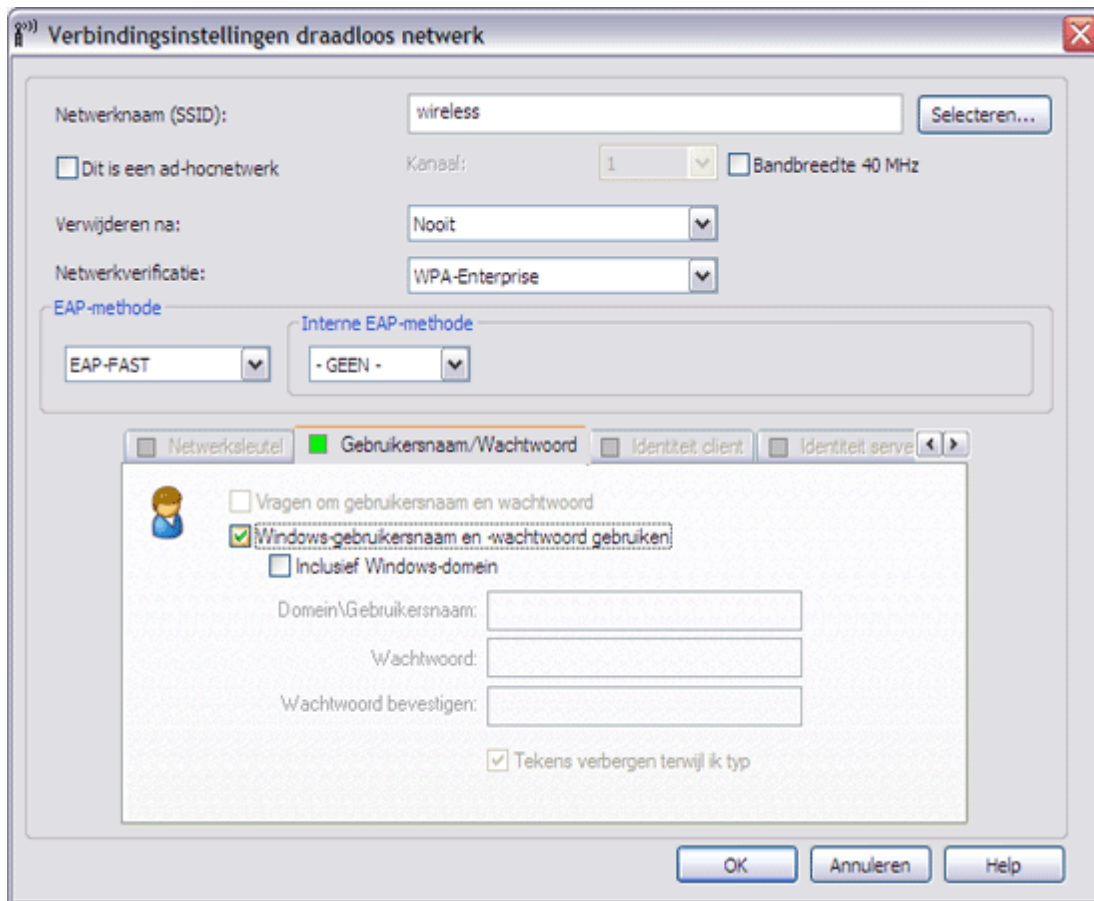 Verbindingsinstellingen draadloos netwerk
Netwerknaam (SSID): wireless Selecteren...
Dit is een ad-hocnetwerk Kanaal: 1 Bandbreedte 40 MHz
Verwijderen na: Nooit
Netwerkverificatie: WPA-Enterprise
EAP-methode
Interne EAP-methode
EAP-FAST - GEEN -
Netwerksleutel Gebruikersnaam/Wachtwoord Identiteit client Identiteit serve
Vragen om gebruikersnaam en wachtwoord
Windows-gebruikersnaam en -wachtwoord gebruiken
Inclusief Windows-domein
Domein\Gebruikersnaam:
Wachtwoord:
Wachtwoord bevestigen:
Tekens verbergen terwijl ik typ
OK Annuleren Help